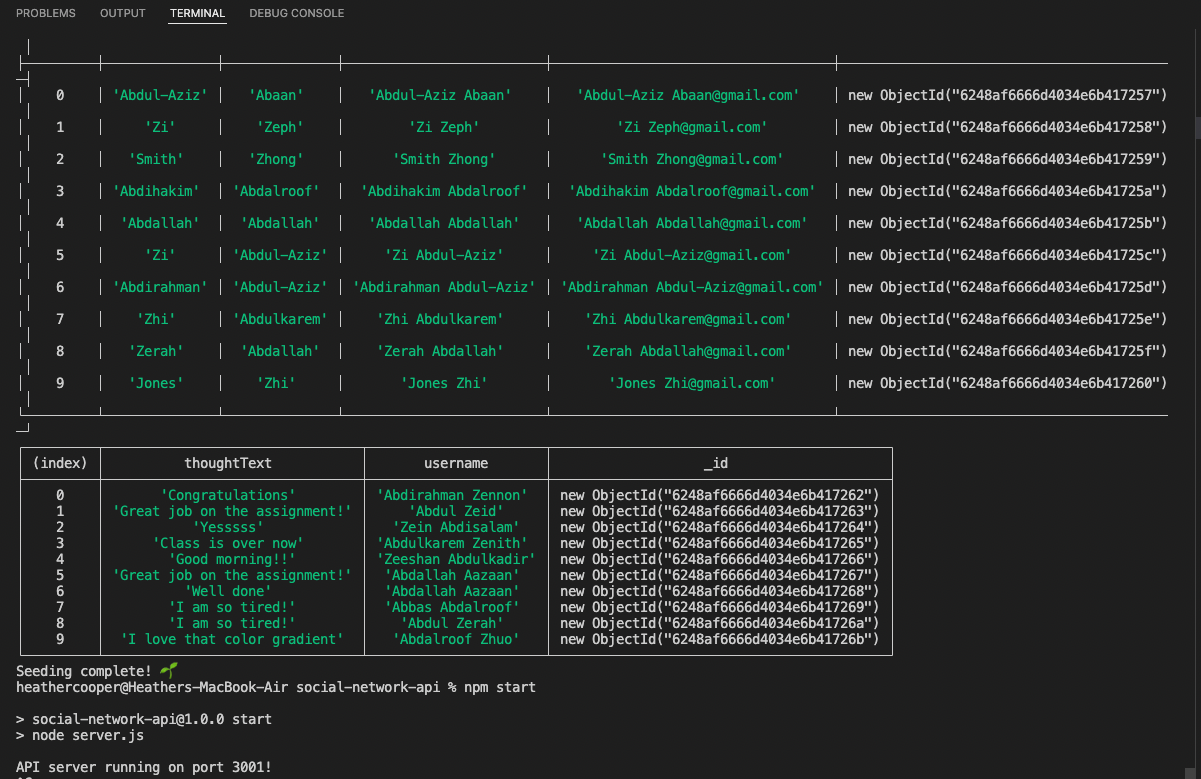 PROBLEMS OUTPUT TERMINAL DEBUG CONSOLE
0 'Abdul-Aziz' 'Abaan' 'Abdul-Aziz Abaan' 'Abdul-Aziz Abaan@gmail.com' new ObjectId("6248af6666d4034e6b417257")
1 'Zi' 'Zeph' 'Zi Zeph' 'Zi Zeph@gmail.com' new ObjectId("6248af6666d4034e6b417258")
2 'Smith' 'Zhong' 'Smith Zhong' 'Smith Zhong@gmail.com' new ObjectId("6248af6666d4034e6b417259")
3 'Abdihakim' 'Abdalroof' 'Abdihakim Abdalroof' 'Abdihakim Abdalroof@gmail.com' new ObjectId("6248af6666d4034e6b41725a")
4 'Abdallah' 'Abdallah' 'Abdallah Abdallah' 'Abdallah Abdallah@gmail.com' new ObjectId("6248af6666d4034e6b41725b")
5 'Zi' 'Abdul-Aziz' 'Zi Abdul-Aziz' 'Zi Abdul-Aziz@gmail.com' new ObjectId("6248af6666d4034e6b41725c")
6 'Abdirahman' 'Abdul-Aziz' 'Abdirahman Abdul-Aziz' 'Abdirahman Abdul-Aziz@gmail.com' new ObjectId("6248af6666d4034e6b41725d")
7 'Zhi' 'Abdulkarem' 'Zhi Abdulkarem' 'Zhi Abdulkarem@gmail.com' new ObjectId("6248af6666d4034e6b41725e")
8 'Zerah' 'Abdallah' 'Zerah Abdallah' 'Zerah Abdallah@gmail.com' new ObjectId("6248af6666d4034e6b41725f")
9 'Jones' 'Zhi' 'Jones Zhi' 'Jones Zhi@gmail.com' new ObjectId("6248af6666d4034e6b417260")
(index) thoughtText username _id
0 'Congratulations' 'Abdirahman Zennon' new ObjectId("6248af6666d4034e6b417262")
1 'Great job on the assignment!' 'Abdul Zeid' new ObjectId("6248af6666d4034e6b417263")
2 'Yesssss' 'Zein Abdisalam' new ObjectId("6248af6666d4034e6b417264")
3 'Class is over now' 'Abdulkarem Zenith' new ObjectId("6248af6666d4034e6b417265")
4 'Good morning!!' 'Zeeshan Abdulkadir' new ObjectId("6248af6666d4034e6b417266")
5 'Great job on the assignment!' 'Abdallah Aazaan' new ObjectId("6248af6666d4034e6b417267")
6 'Well done' 'Abdallah Aazaan' new ObjectId("6248af6666d4034e6b417268")
7 'I am so tired!' 'Abbas Abdalroof' new ObjectId("6248af6666d4034e6b417269")
8 'I am so tired!' 'Abdul Zerah' new ObjectId("6248af6666d4034e6b41726a")
9 'I love that color gradient' 'Abdalroof Zhuo' new ObjectId("6248af6666d4034e6b41726b")
Seeding complete! 🌱
heathercooper@Heathers-MacBook-Air social-network-api % npm start
> social-network-api@1.0.0 start
> node server.js
API server running on port 3001!